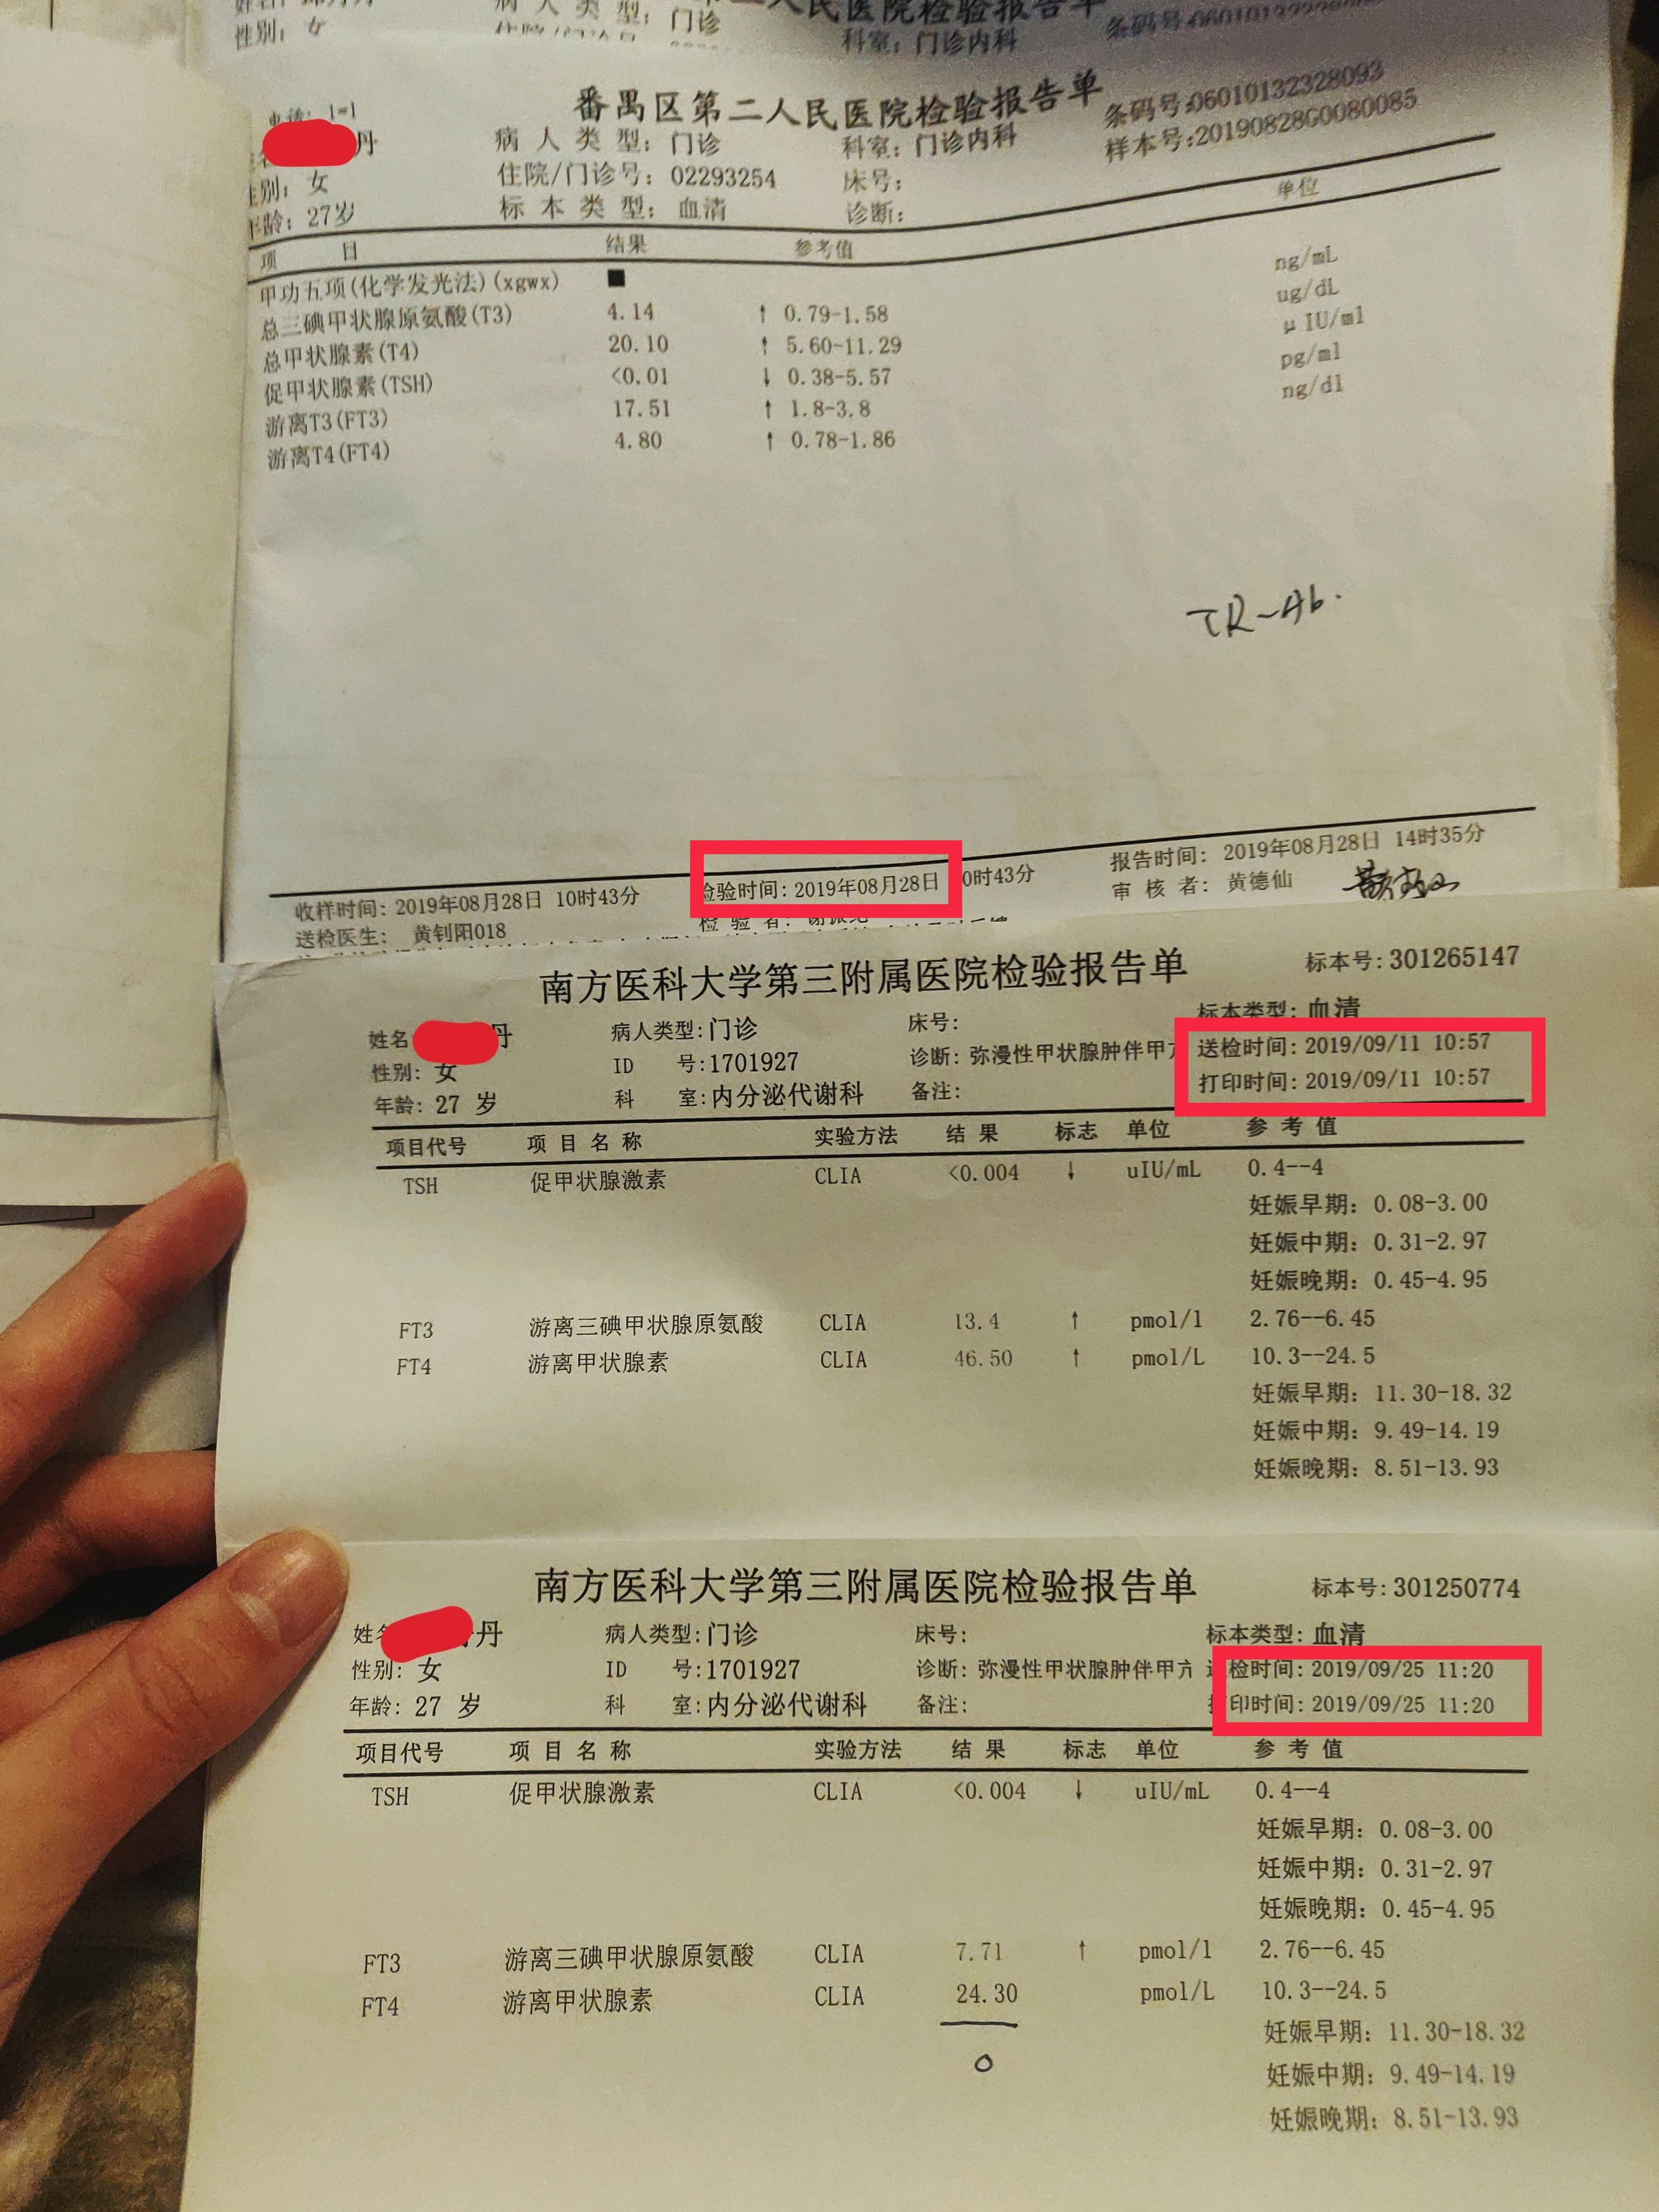 性别: 女
病人类型: 门诊
科室: 门诊内科
番禺区第二人民医院检验报告单
条码号:06010132328093
丹
病人类型: 门诊
科室: 门诊内科
样本号:20190828G0080085
性别: 女
住院/门诊号: 02293254
床号:
年龄: 27岁
标本类型: 血清
诊断:
项 目 结果 参考值 单位
甲功五项(化学发光法)(xgwx) ■
总三碘甲状腺原氨酸(T3) 4.14 ↑ 0.79-1.58 ng/mL
总甲状腺素(T4) 20.10 ↑ 5.60-11.29 ug/dL
促甲状腺素(TSH) <0.01 ↓ 0.38-5.57 μIU/ml
游离T3(FT3) 17.51 ↑ 1.8-3.8 pg/ml
游离T4(FT4) 4.80 ↑ 0.78-1.86 ng/dl
TR-Ab.
收样时间: 2019年08月28日 10时43分 检验时间: 2019年08月28日 0时43分 报告时间: 2019年08月28日 14时35分
送检医生: 黄钊阳018 检验者: 审核者: 黄德仙
南方医科大学第三附属医院检验报告单 标本号:301265147
姓名 丹 病人类型:门诊 床号: 标本类型: 血清
性别: 女 ID 号:1701927 诊断: 弥漫性甲状腺肿伴甲 送检时间: 2019/09/11 10:57
年龄: 27 岁 科 室:内分泌代谢科 备注: 打印时间: 2019/09/11 10:57
项目代号 项目名称 实验方法 结果 标志 单位 参考值
TSH 促甲状腺激素 CLIA <0.004 ↓ uIU/mL 0.4--4
妊娠早期: 0.08-3.00
妊娠中期: 0.31-2.97
妊娠晚期: 0.45-4.95
FT3 游离三碘甲状腺原氨酸 CLIA 13.4 ↑ pmol/l 2.76--6.45
FT4 游离甲状腺素 CLIA 46.50 ↑ pmol/L 10.3--24.5
妊娠早期: 11.30-18.32
妊娠中期: 9.49-14.19
妊娠晚期: 8.51-13.93
南方医科大学第三附属医院检验报告单 标本号:301250774
姓名 丹 病人类型:门诊 床号: 标本类型: 血清
性别: 女 ID 号:1701927 诊断: 弥漫性甲状腺肿伴甲 检时间: 2019/09/25 11:20
年龄: 27 岁 科 室:内分泌代谢科 备注: 印时间: 2019/09/25 11:20
项目代号 项目名称 实验方法 结果 标志 单位 参考值
TSH 促甲状腺激素 CLIA <0.004 ↓ uIU/mL 0.4--4
妊娠早期: 0.08-3.00
妊娠中期: 0.31-2.97
妊娠晚期: 0.45-4.95
FT3 游离三碘甲状腺原氨酸 CLIA 7.71 ↑ pmol/l 2.76--6.45
FT4 游离甲状腺素 CLIA 24.30 pmol/L 10.3--24.5
妊娠早期: 11.30-18.32
妊娠中期: 9.49-14.19
妊娠晚期: 8.51-13.93